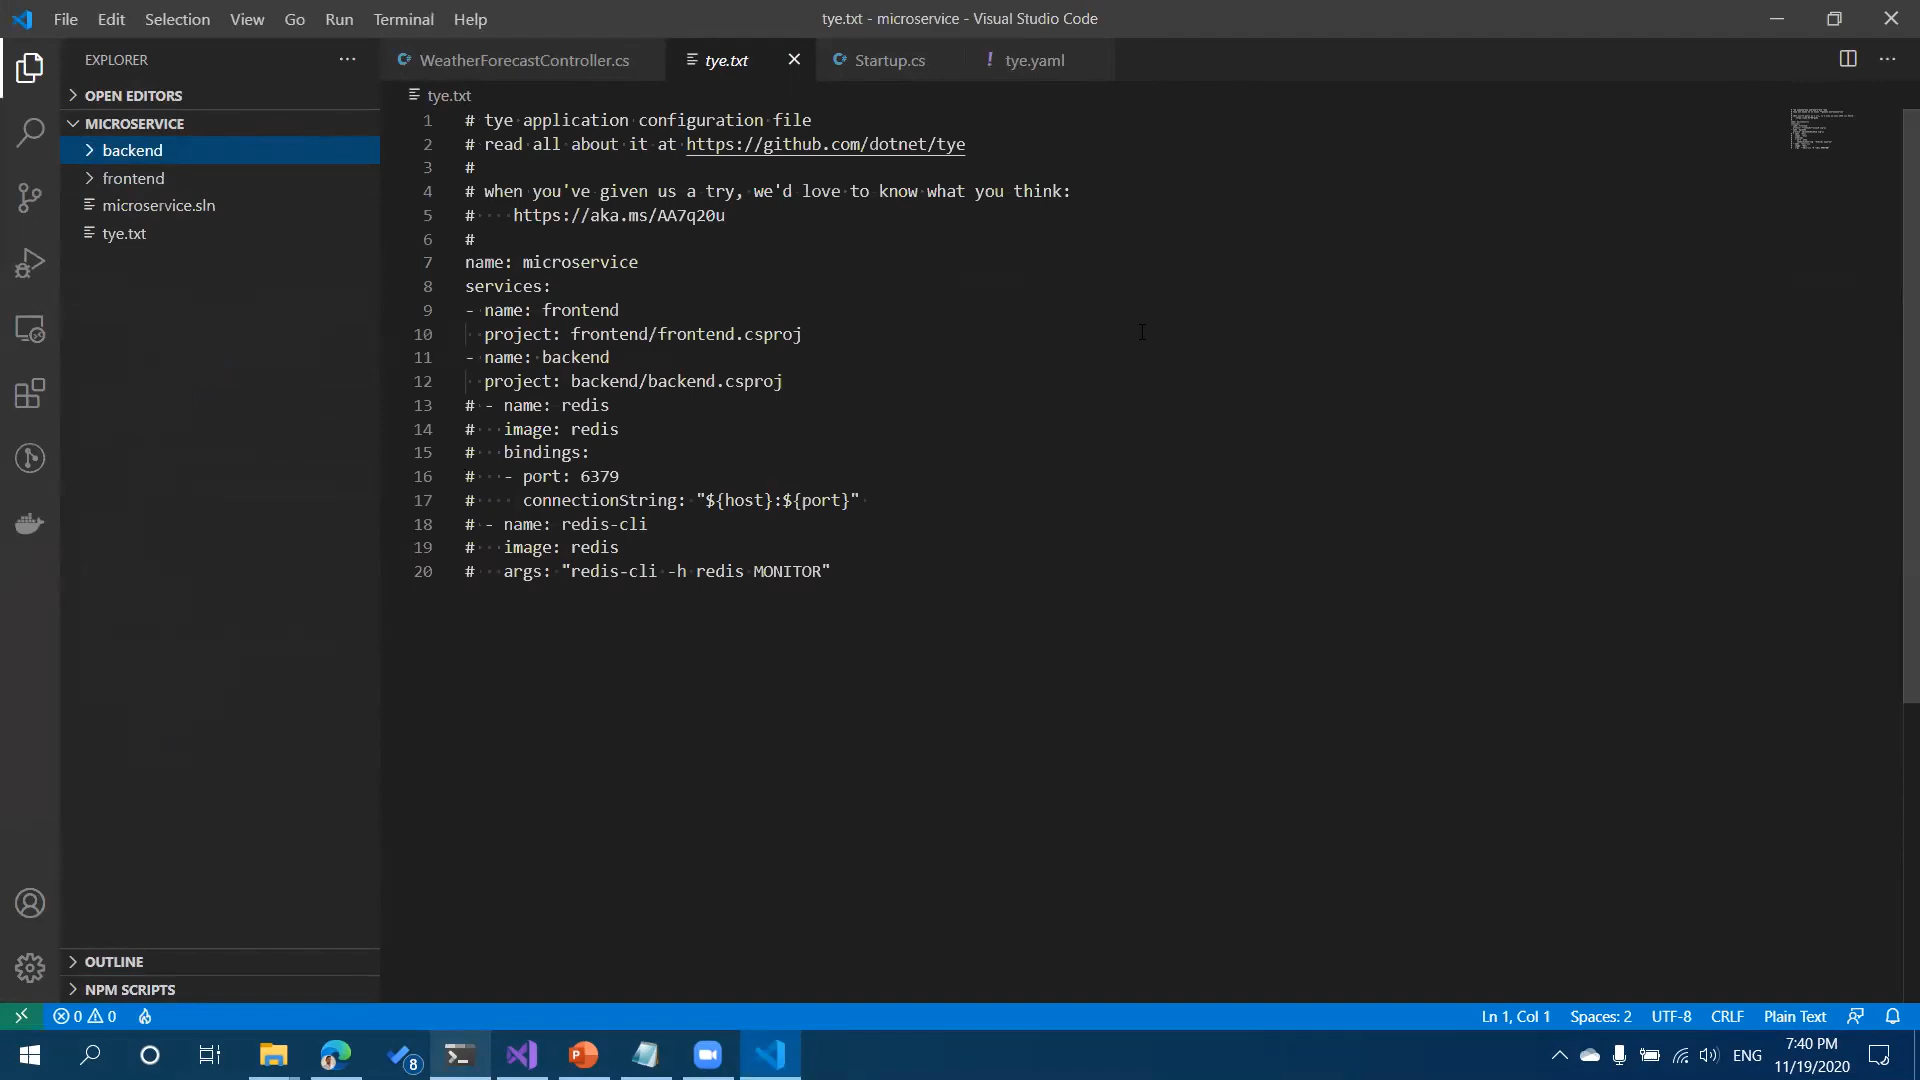 File Edit Selection View Go Run Terminal Help
tye.txt - microservice - Visual Studio Code
EXPLORER
OPEN EDITORS
MICROSERVICE
backend
frontend
microservice.sln
tye.txt
OUTLINE
NPM SCRIPTS
WeatherForecastController.cs tye.txt Startup.cs ! tye.yaml
tye.txt
1 # tye application configuration file
2 # read all about it at https://github.com/dotnet/tye
3 #
4 # when you've given us a try, we'd love to know what you think:
5 #    https://aka.ms/AA7q20u
6 #
7 name: microservice
8 services:
9 - name: frontend
10   project: frontend/frontend.csproj
11 - name: backend
12   project: backend/backend.csproj
13 # - name: redis
14 #   image: redis
15 #   bindings:
16 #   - port: 6379
17 #     connectionString: "${host}:${port}"
18 # - name: redis-cli
19 #   image: redis
20 #   args: "redis-cli -h redis MONITOR"
0 0 Ln 1, Col 1 Spaces: 2 UTF-8 CRLF Plain Text
8
ENG
7:40 PM
11/19/2020